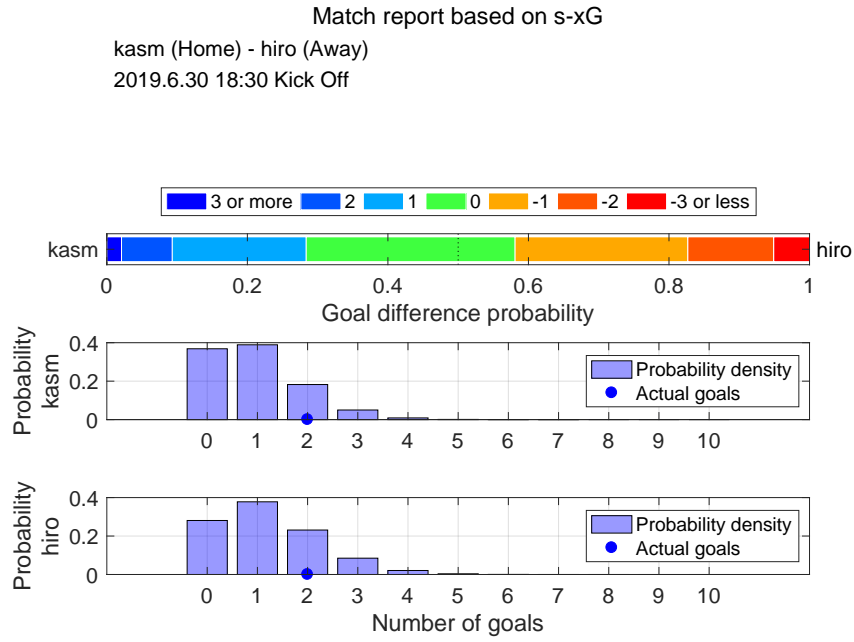 Match report based on s-xG
kasm (Home) - hiro (Away)
2019.6.30 18:30 Kick Off
3 or more 2 1 0 -1 -2 -3 or less
kasm hiro
0 0.2 0.4 0.6 0.8 1
Goal difference probability
Probability
kasm
0.4
0.2
0
Probability density
Actual goals
0 1 2 3 4 5 6 7 8 9 10
Probability
hiro
0.4
0.2
0
Probability density
Actual goals
0 1 2 3 4 5 6 7 8 9 10
Number of goals